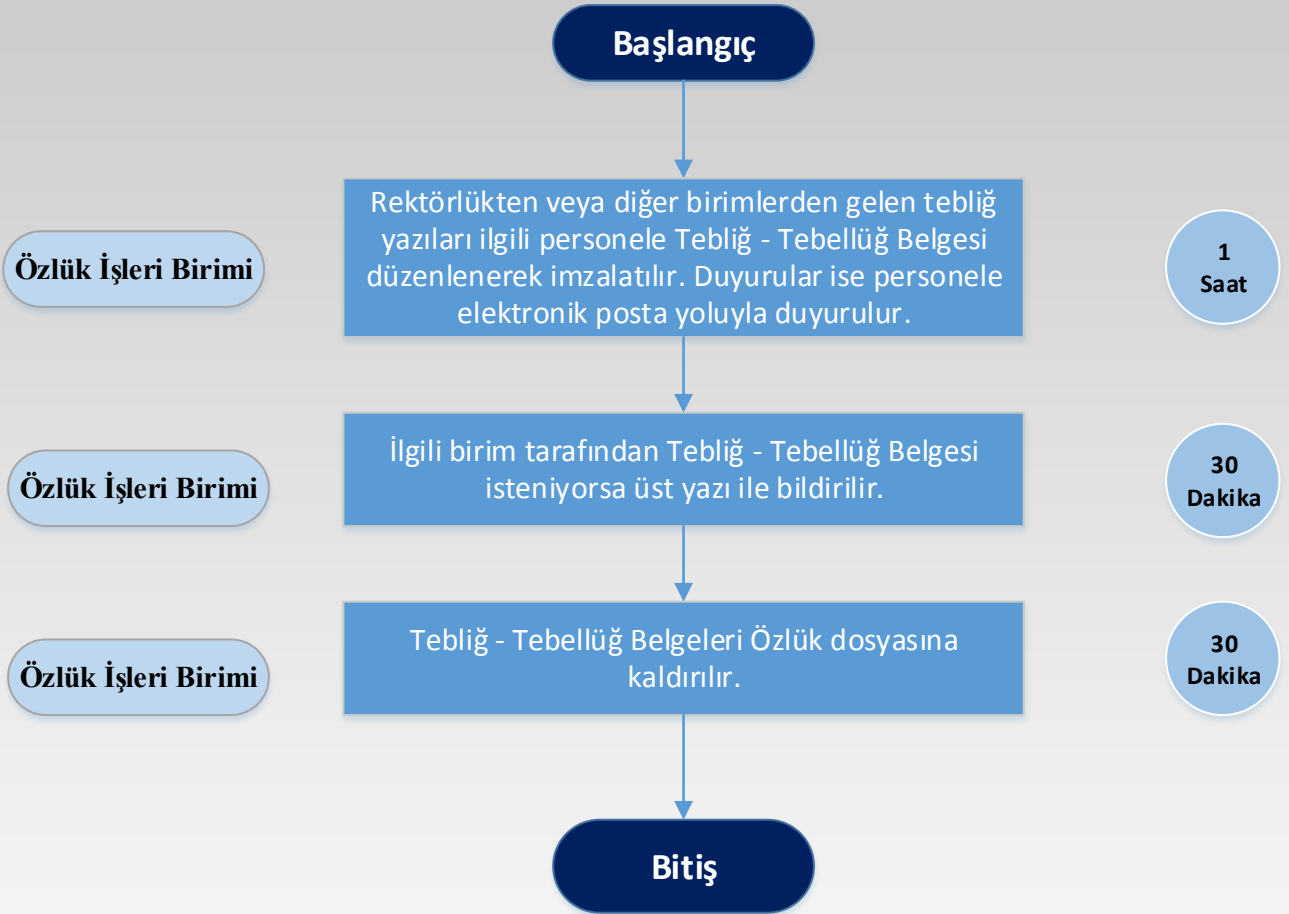 Başlangıç
Rektörlükten veya diğer birimlerden gelen tebliğ
yazıları ilgili personele Tebliğ - Tebellüğ Belgesi
düzenlenerek imzalatılır. Duyurular ise personele
elektronik posta yoluyla duyurulur.
Özlük İşleri Birimi
1
Saat
İlgili birim tarafından Tebliğ - Tebellüğ Belgesi
isteniyorsa üst yazı ile bildirilir.
Özlük İşleri Birimi
30
Dakika
Tebliğ - Tebellüğ Belgeleri Özlük dosyasına
kaldırılır.
Özlük İşleri Birimi
30
Dakika
Bitiş